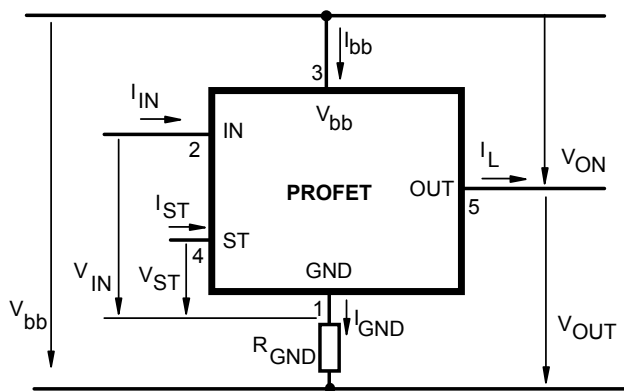 I bb
3
V bb
I IN
2
IN
I L
V ON
PROFET
OUT
5
I ST
ST
4
V IN
V ST
GND
1
I GND
V bb
R GND
V OUT